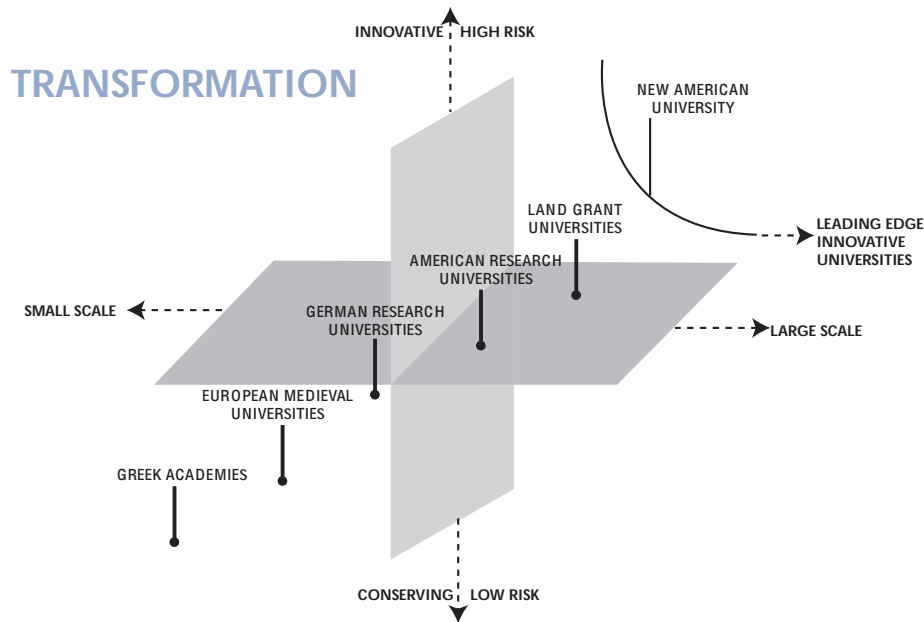 INNOVATIVE HIGH RISK
TRANSFORMATION
NEW AMERICAN
UNIVERSITY
LAND GRANT
UNIVERSITIES
LEADING EDGE
INNOVATIVE
UNIVERSITIES
AMERICAN RESEARCH
UNIVERSITIES
SMALL SCALE
GERMAN RESEARCH
UNIVERSITIES
LARGE SCALE
EUROPEAN MEDIEVAL
UNIVERSITIES
GREEK ACADEMIES
CONSERVING LOW RISK